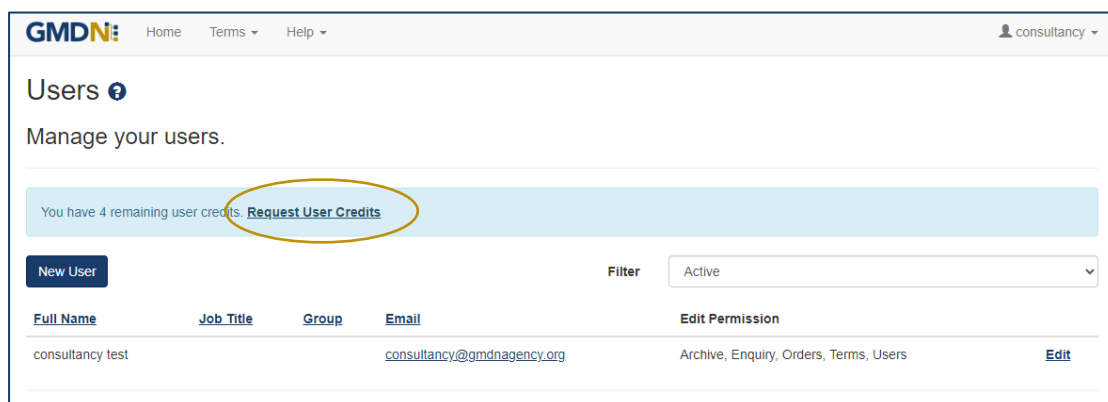 GMDN Home Terms Help consultancy
Users ?
Manage your users.
You have 4 remaining user credits. Request User Credits
New User Filter Active
Full Name Job Title Group Email Edit Permission
consultancy test consultancy@gmdnagency.org Archive, Enquiry, Orders, Terms, Users Edit